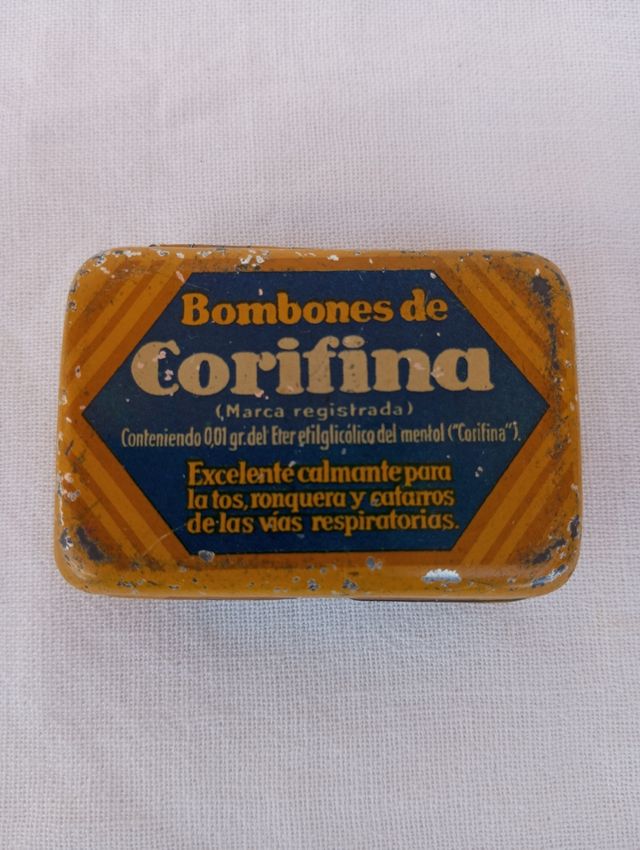 Bombones de
Corifina
(Marca registrada)
Conteniendo 0,01 gr. del Eter etilglicólico del mentol ("Corifina").
Excelente calmante para
la tos, ronquera y catarros
de las vías respiratorias.